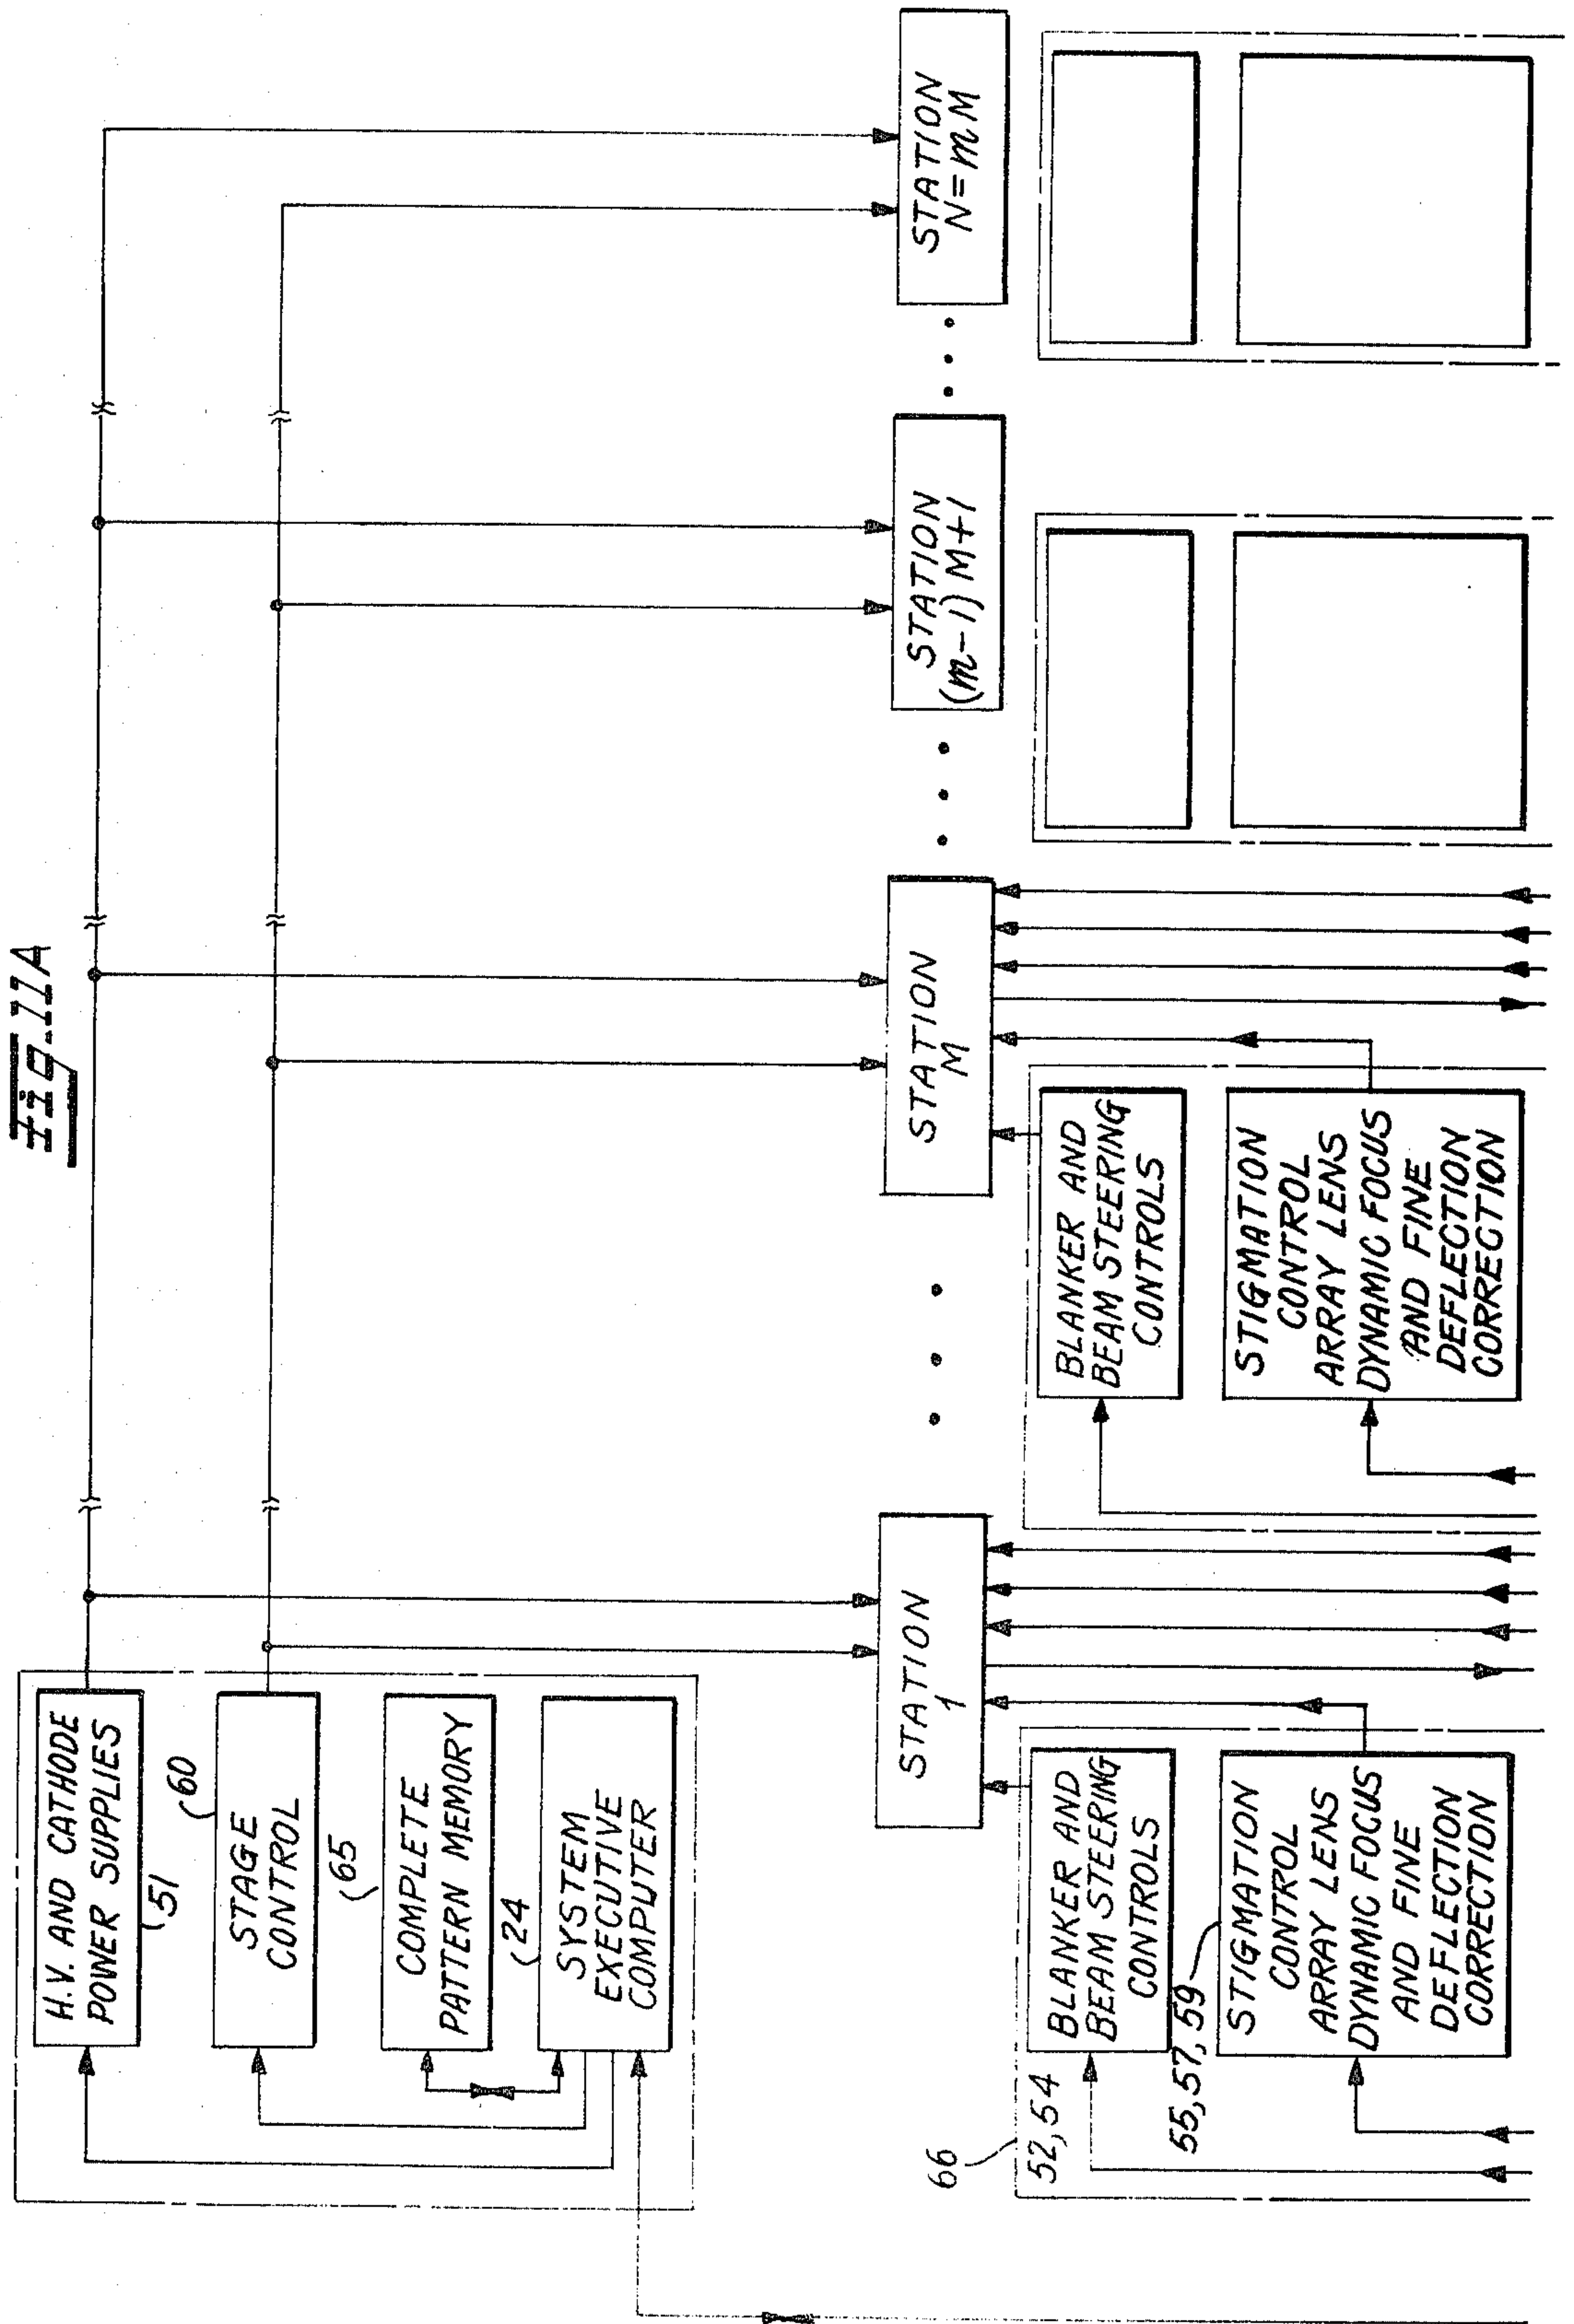 Fig. 11A
H.V. AND CATHODE
POWER SUPPLIES
51
STAGE
CONTROL
60
COMPLETE
PATTERN MEMORY
65
SYSTEM
EXECUTIVE
COMPUTER
24
STATION
1
STATION
M
STATION
(m-1) M+1
STATION
N=mM
66
52, 54
BLANKER AND
BEAM STEERING
CONTROLS
55, 57, 59
STIGMATION
CONTROL
ARRAY LENS
DYNAMIC FOCUS
AND FINE
DEFLECTION
CORRECTION
BLANKER AND
BEAM STEERING
CONTROLS
STIGMATION
CONTROL
ARRAY LENS
DYNAMIC FOCUS
AND FINE
DEFLECTION
CORRECTION